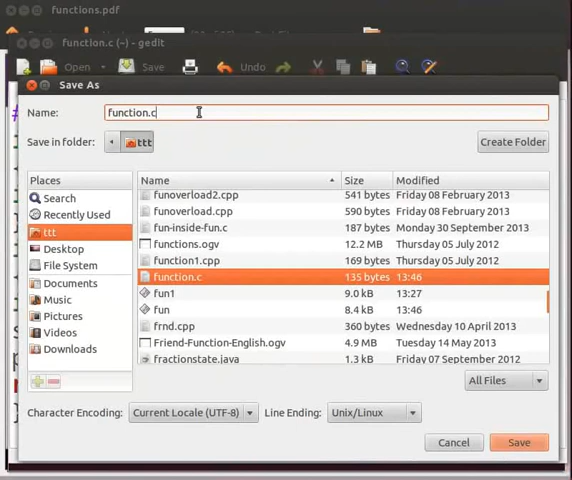 functions.pdf
function.c (~) - gedit
Open Save Undo
Save As
Name: function.c
Save in folder: ttt Create Folder
Places Name Size Modified
Search
Recently Used
ttt
Desktop
File System
Documents
Music
Pictures
Videos
Downloads
funoverload2.cpp 541 bytes Friday 08 February 2013
funoverload.cpp 590 bytes Friday 08 February 2013
fun-inside-fun.c 187 bytes Monday 30 September 2013
functions.ogv 12.2 MB Thursday 05 July 2012
function1.cpp 169 bytes Thursday 05 July 2012
function.c 135 bytes 13:46
fun1 9.0 kB 13:27
fun 8.4 kB 13:46
frnd.cpp 360 bytes Wednesday 10 April 2013
Friend-Function-English.ogv 4.9 MB Tuesday 14 May 2013
fractionstate.java 1.3 kB Friday 07 September 2012
All Files
Character Encoding: Current Locale (UTF-8) Line Ending: Unix/Linux
Cancel Save